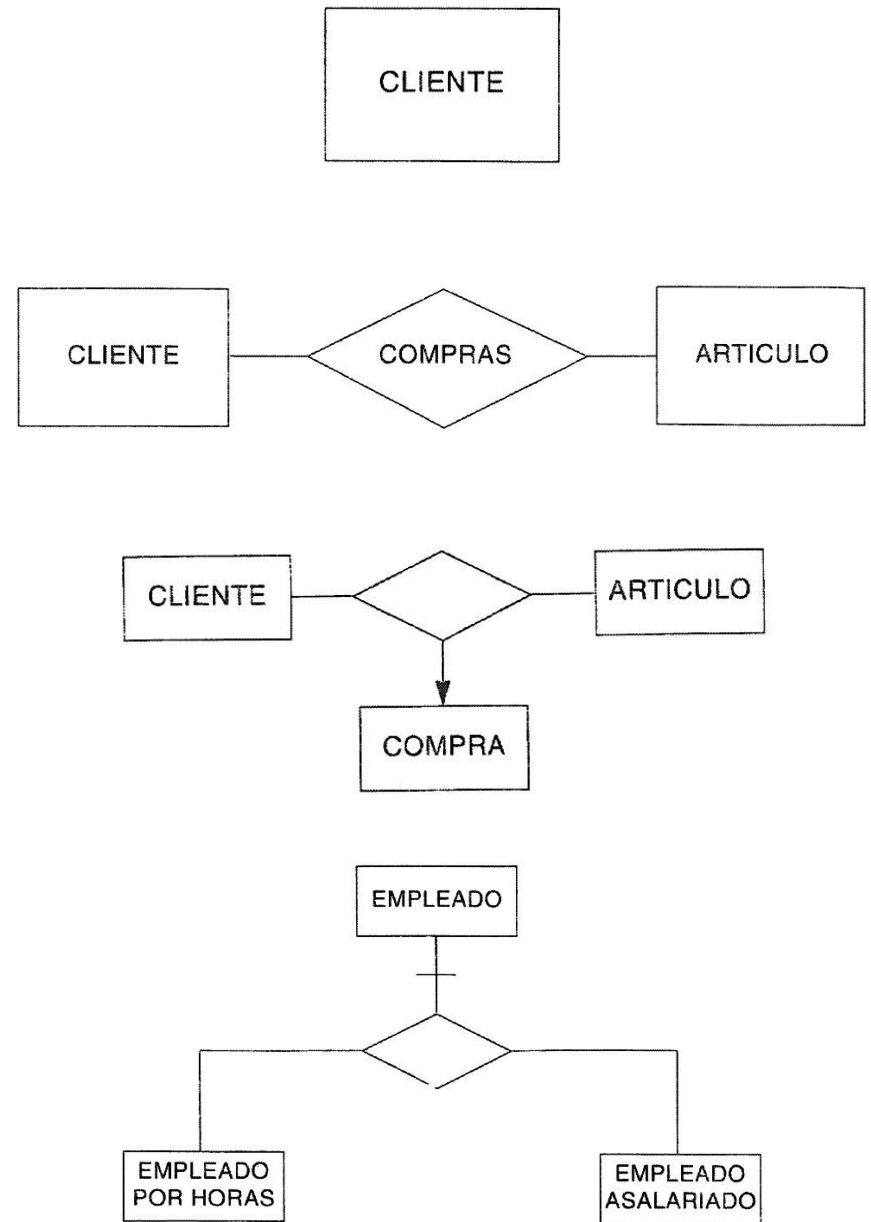 CLIENTE
CLIENTE
COMPRAS
ARTICULO
CLIENTE
ARTICULO
COMPRA
EMPLEADO
EMPLEADO
POR HORAS
EMPLEADO
ASALARIADO